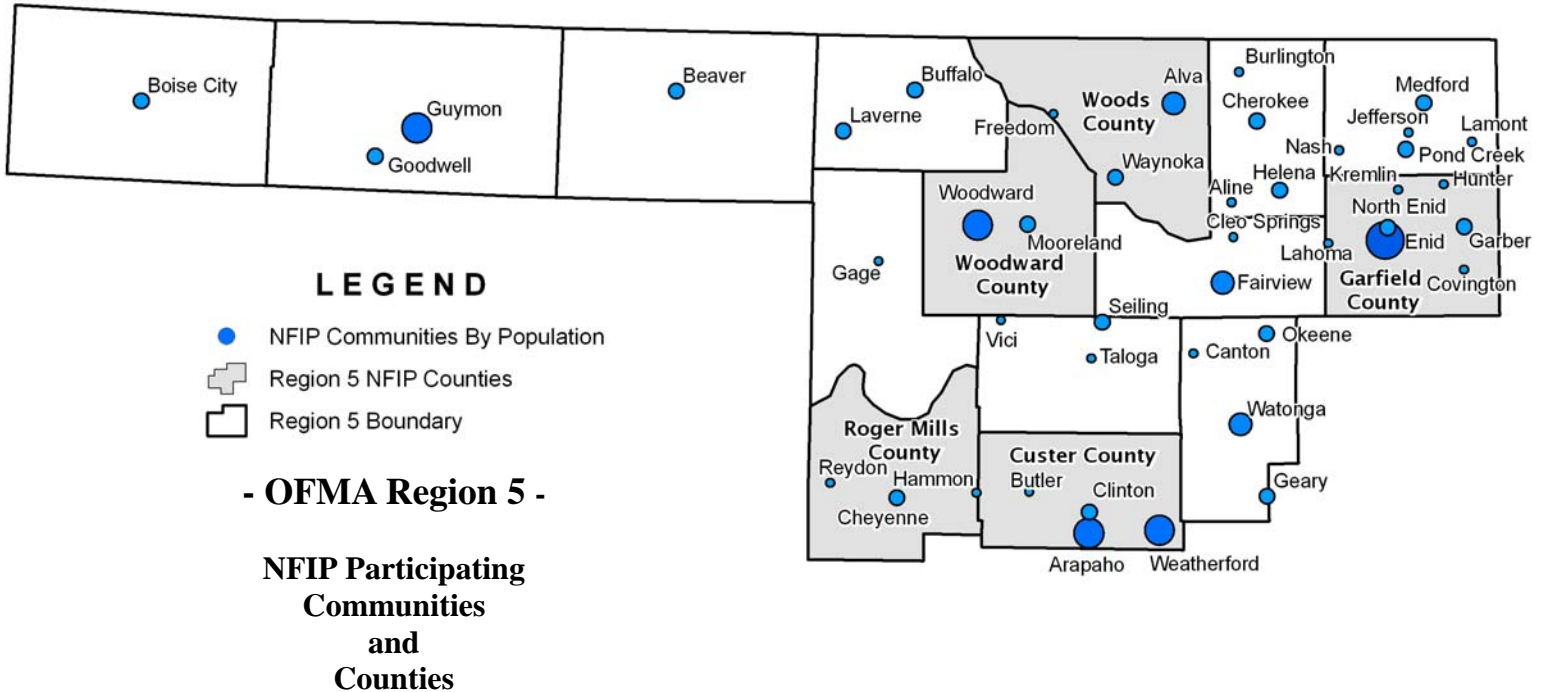 Boise City
Guymon
Goodwell
Beaver
Buffalo
Laverne
Freedom
Woods
County
Alva
Waynoka
Burlington
Cherokee
Helena
Aline
Medford
Jefferson
Lamont
Nash
Pond Creek
Kremlin
Hunter
North Enid
Enid
Garber
Lahoma
Garfield
County
Covington
Cleo Springs
Fairview
Woodward
Mooreland
Woodward
County
Gage
Seiling
Vici
Taloga
Canton
Okeene
Watonga
Geary
Roger Mills
County
Reydon
Hammon
Cheyenne
Custer County
Butler
Clinton
Arapaho
Weatherford
LEGEND
NFIP Communities By Population
Region 5 NFIP Counties
Region 5 Boundary
- OFMA Region 5 -
NFIP Participating
Communities
and
Counties